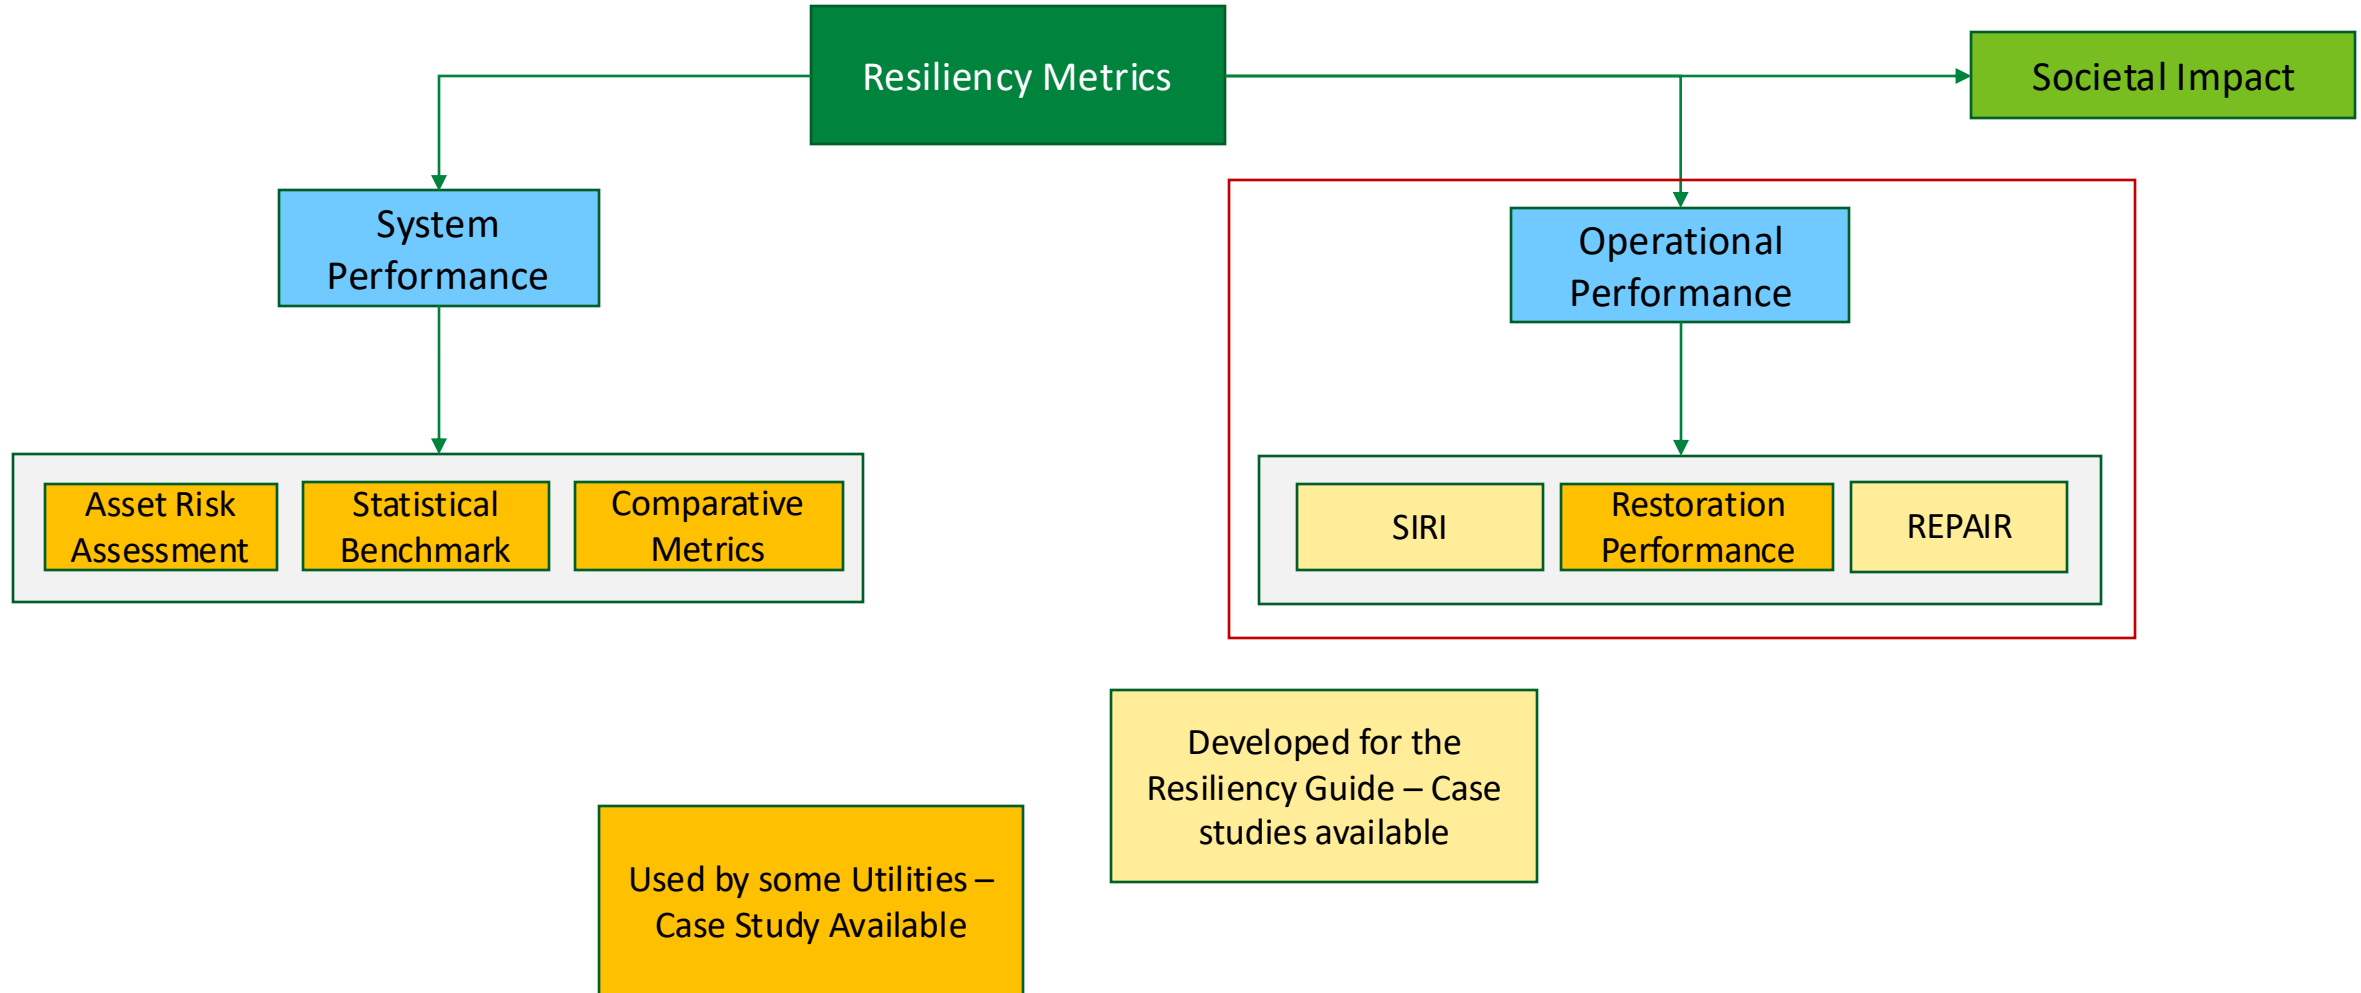 Resiliency Metrics
Societal Impact
System
Performance
Operational
Performance
Asset Risk
Assessment
Statistical
Benchmark
Comparative
Metrics
SIRI
Restoration
Performance
REPAIR
Developed for the
Resiliency Guide – Case
studies available
Used by some Utilities –
Case Study Available